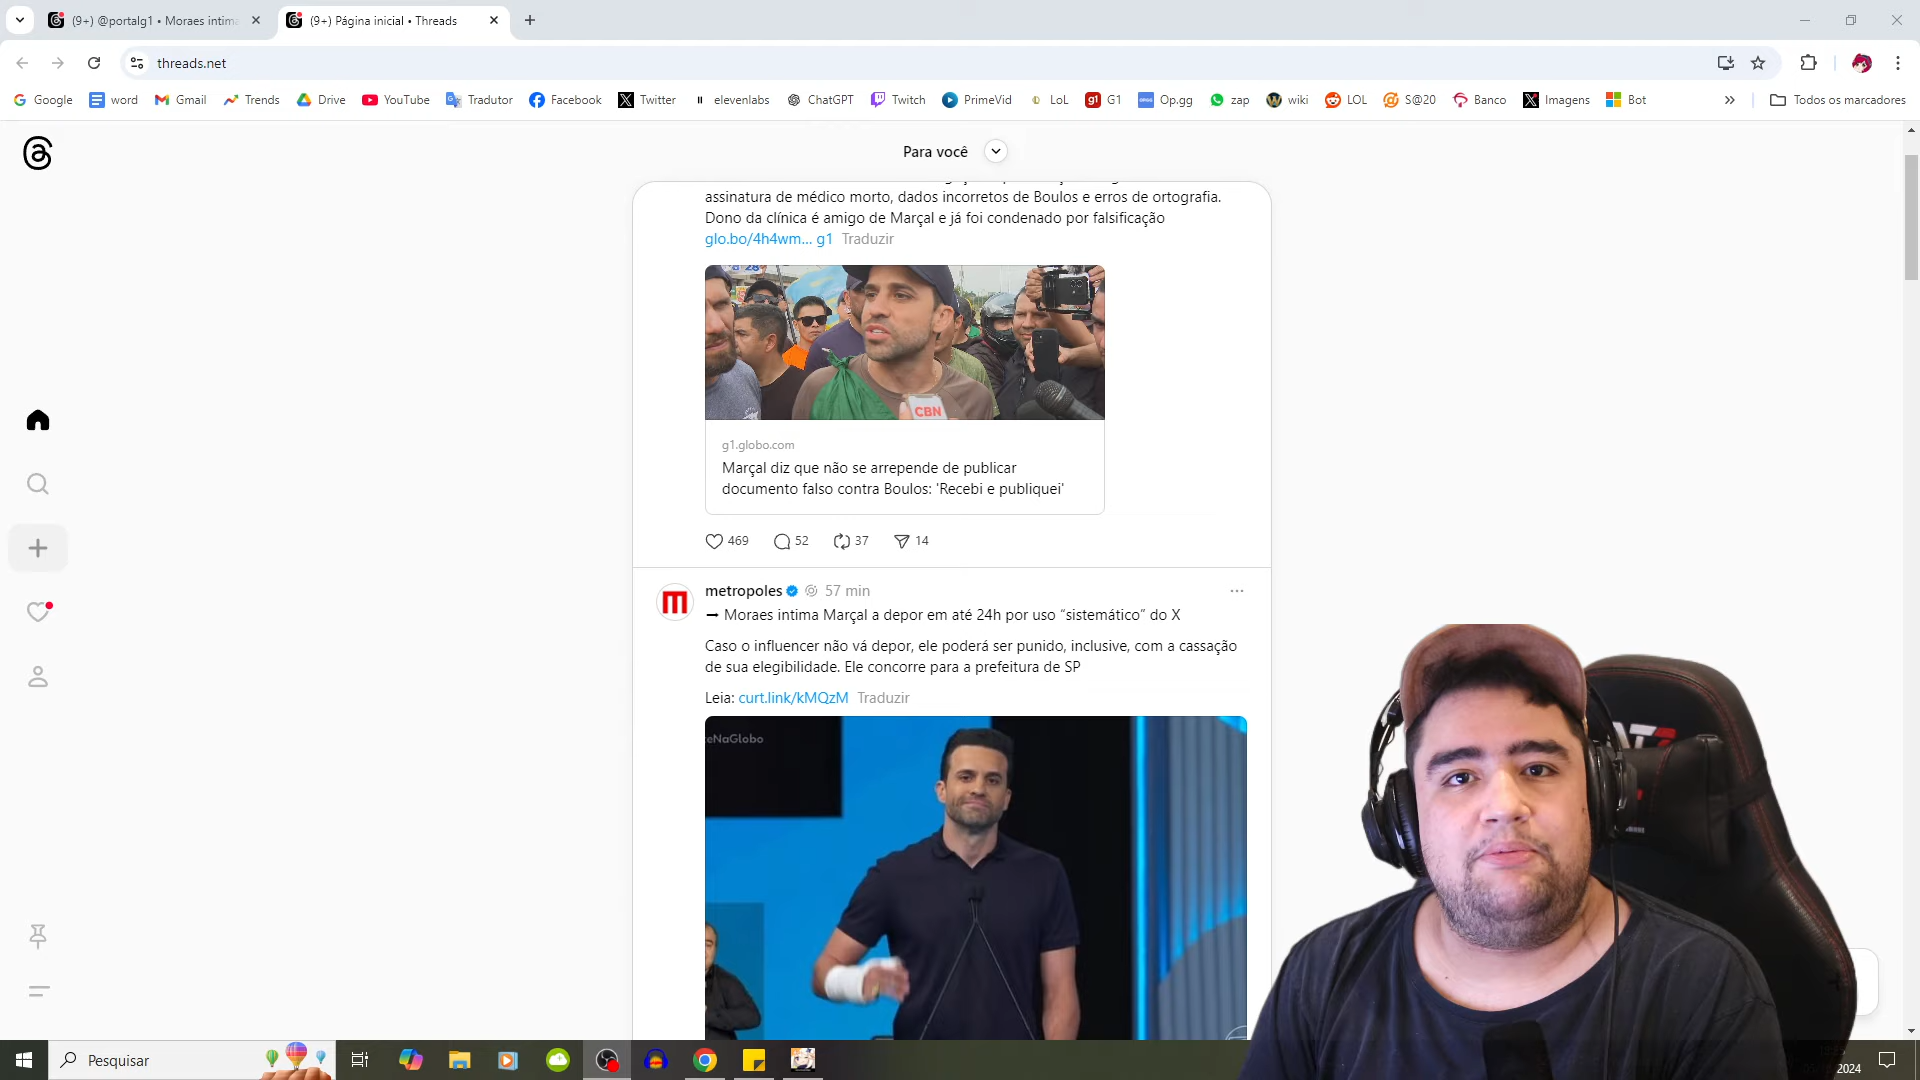 (9+) @portalg1 • Moraes intima
(9+) Página inicial • Threads
threads.net
Google
word
Gmail
Trends
Drive
YouTube
Tradutor
Facebook
Twitter
elevenlabs
ChatGPT
Twitch
PrimeVid
LoL
G1
Op.gg
zap
wiki
LOL
S@20
Banco
Imagens
Bot
Todos os marcadores
Para você
assinatura de médico morto, dados incorretos de Boulos e erros de ortografia.
Dono da clínica é amigo de Marçal e já foi condenado por falsificação
glo.bo/4h4wm... g1 Traduzir
CBN
g1.globo.com
Marçal diz que não se arrepende de publicar
documento falso contra Boulos: 'Recebi e publiquei'
469 52 37 14
metropoles 57 min
➞ Moraes intima Marçal a depor em até 24h por uso “sistemático” do X
Caso o influencer não vá depor, ele poderá ser punido, inclusive, com a cassação
de sua elegibilidade. Ele concorre para a prefeitura de SP
Leia: curt.link/kMQzM Traduzir
eNaGlobo
Pesquisar
2024